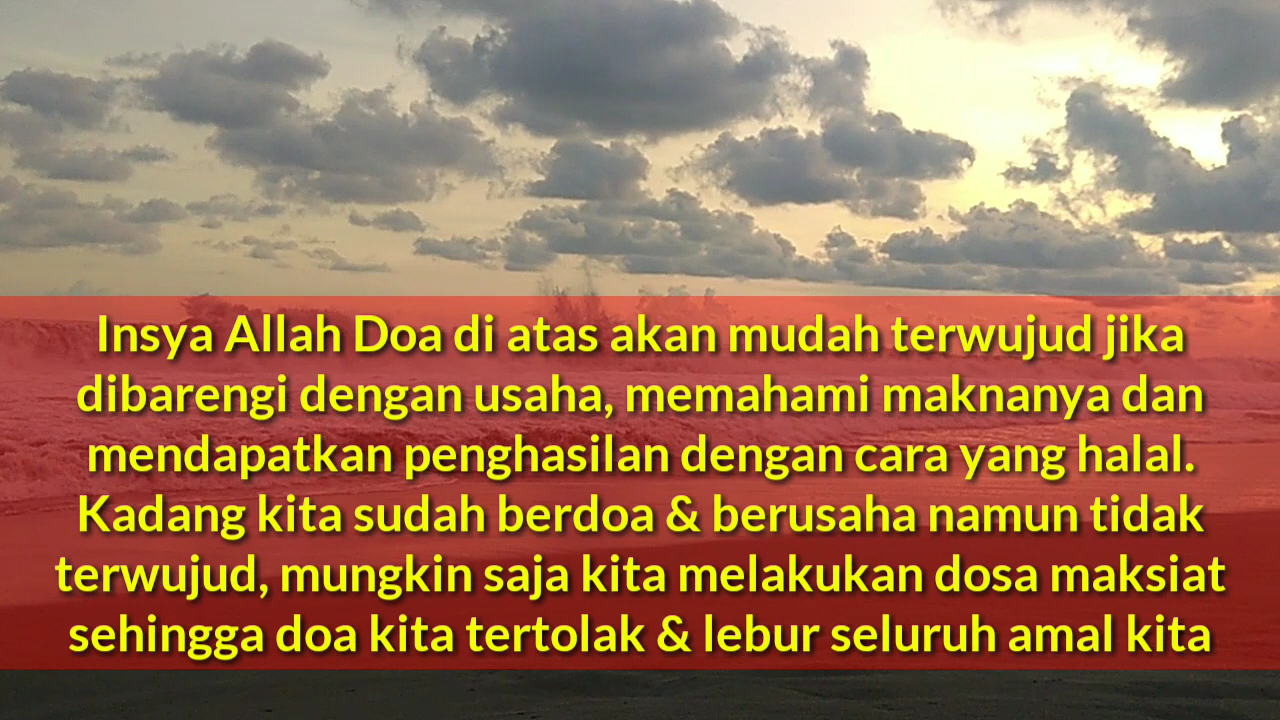 Insya Allah Doa di atas akan mudah terwujud jika
dibarengi dengan usaha, memahami maknanya dan
mendapatkan penghasilan dengan cara yang halal.
Kadang kita sudah berdoa & berusaha namun tidak
terwujud, mungkin saja kita melakukan dosa maksiat
sehingga doa kita tertolak & lebur seluruh amal kita